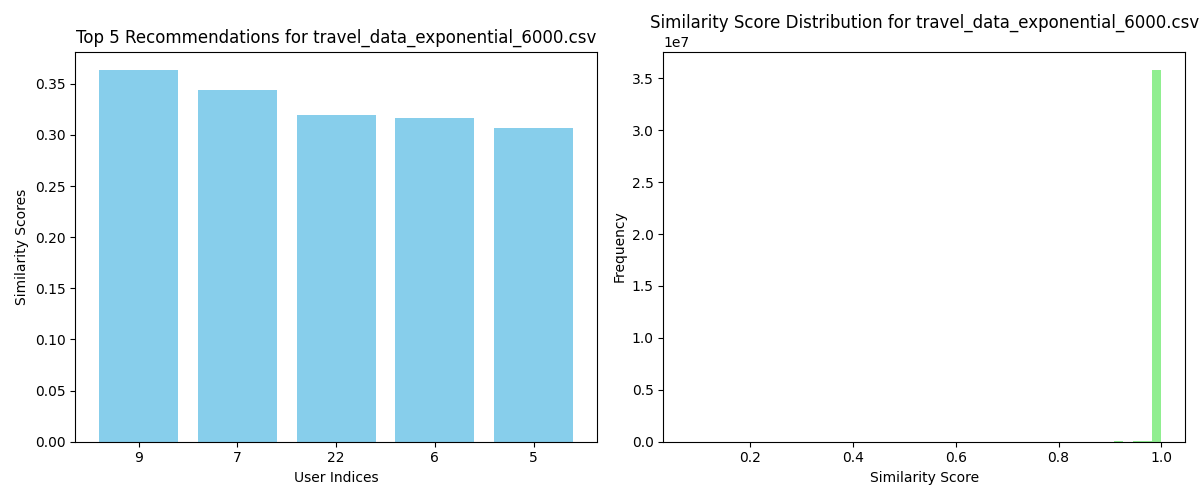 Top 5 Recommendations for travel_data_exponential_6000.csv
Similarity Scores
0.35
0.30
0.25
0.20
0.15
0.10
0.05
0.00
9 7 22 6 5
User Indices
Similarity Score Distribution for travel_data_exponential_6000.csv
1e7
Frequency
3.5
3.0
2.5
2.0
1.5
1.0
0.5
0.0
0.2 0.4 0.6 0.8 1.0
Similarity Score